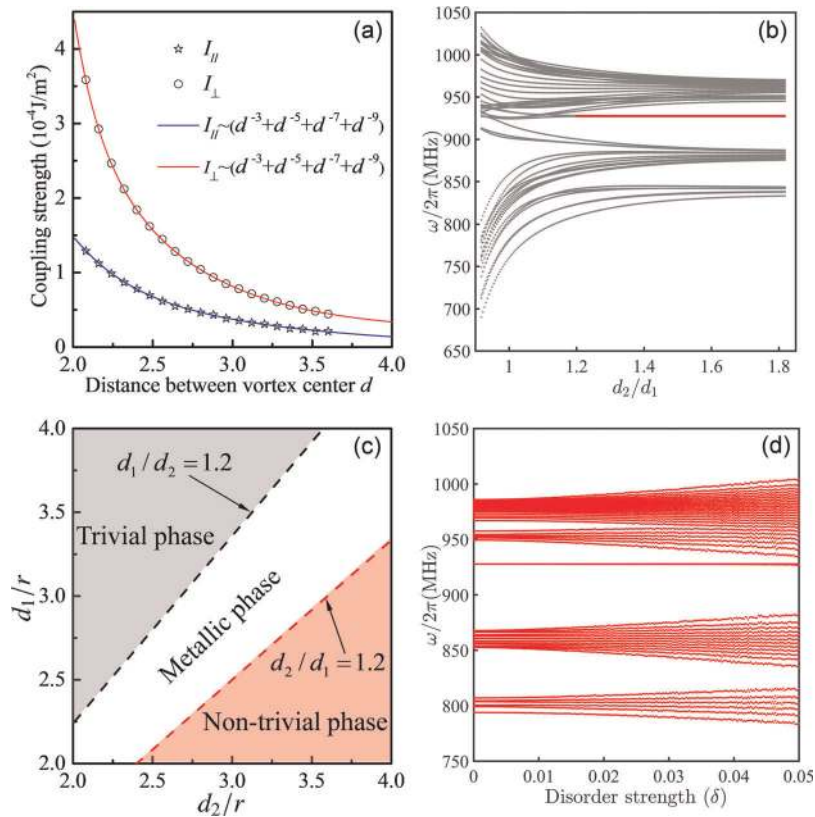 (a)
4
3
2
1
0
Coupling strength (10⁻⁴J/m²)
I//
I⊥
I//~(d⁻³+d⁻⁵+d⁻⁷+d⁻⁹)
I⊥~(d⁻³+d⁻⁵+d⁻⁷+d⁻⁹)
2.0 2.5 3.0 3.5 4.0
Distance between vortex center d
(b)
1050
1000
950
900
850
800
750
700
650
ω/2π(MHz)
1 1.2 1.4 1.6 1.8
d₂/d₁
(c)
4.0
3.5
3.0
2.5
2.0
d₁/r
d₁/d₂=1.2
Trivial phase
Metallic phase
d₂/d₁=1.2
Non-trivial phase
2.0 2.5 3.0 3.5 4.0
d₂/r
(d)
1050
1000
950
900
850
800
750
ω/2π(MHz)
0 0.01 0.02 0.03 0.04 0.05
Disorder strength (δ)